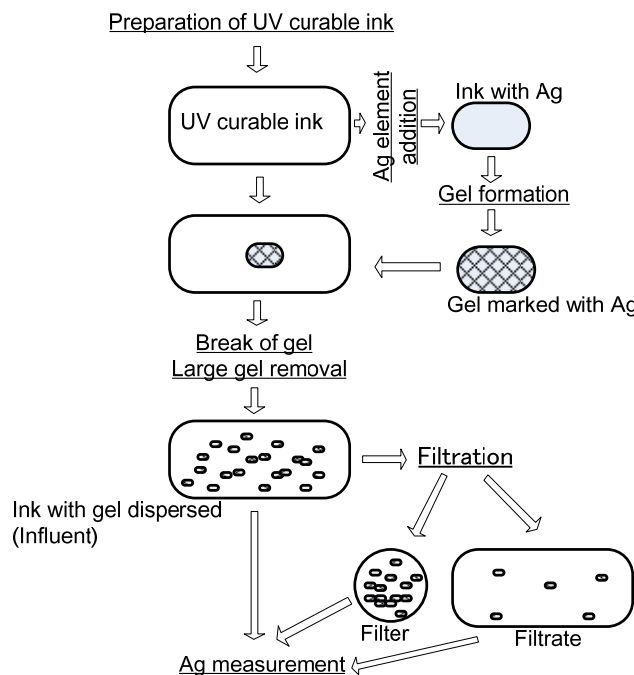 Preparation of UV curable ink
UV curable ink
Ag element
addition
Ink with Ag
Gel formation
Gel marked with Ag
Break of gel
Large gel removal
Ink with gel dispersed
(Influent)
Filtration
Filter
Filtrate
Ag measurement